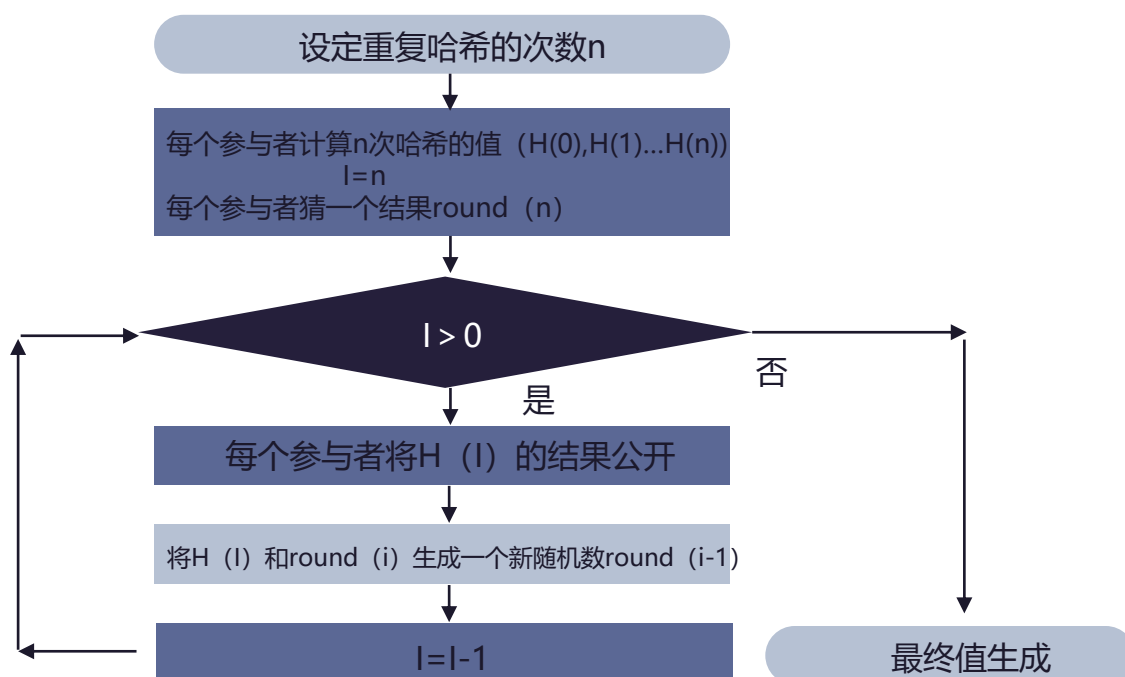 设定重复哈希的次数n
每个参与者计算n次哈希的值（H(0),H(1)...H(n))
I=n
每个参与者猜一个结果round（n）
I > 0
否
是
每个参与者将H（I）的结果公开
将H（I）和round（i）生成一个新随机数round（i-1）
I=I-1
最终值生成